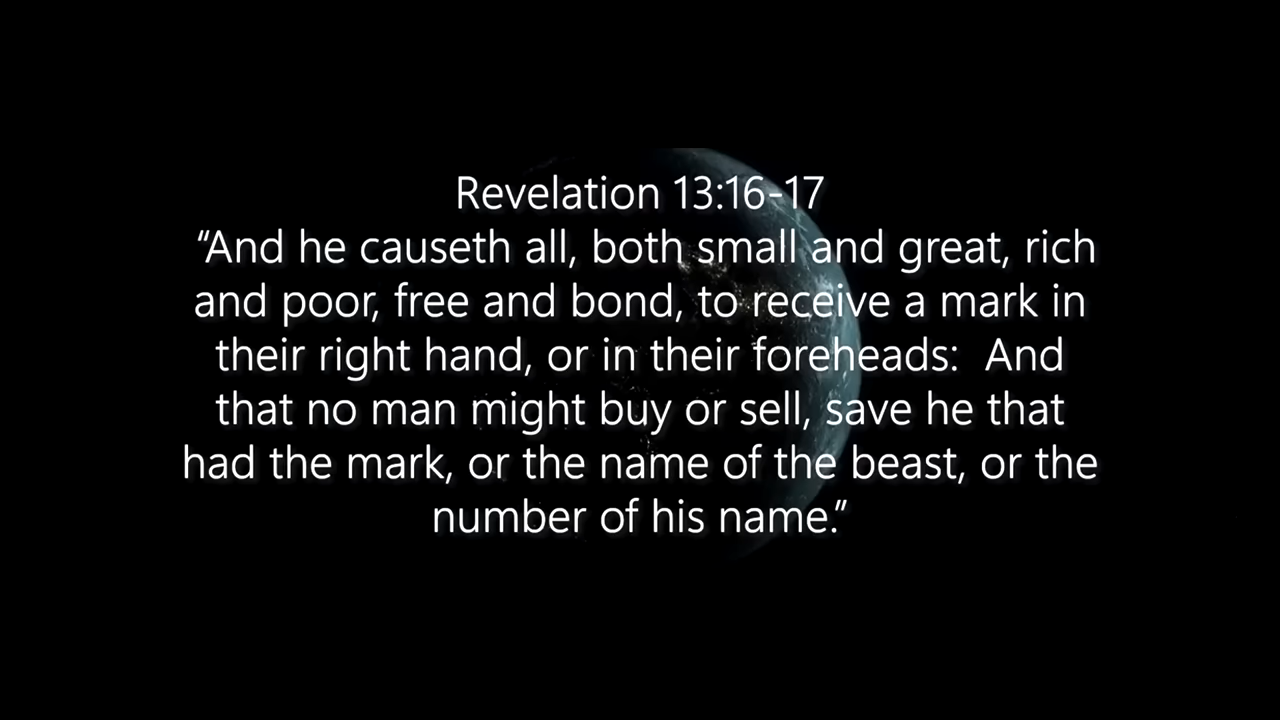 Revelation 13:16-17
“And he causeth all, both small and great, rich
and poor, free and bond, to receive a mark in
their right hand, or in their foreheads:  And
that no man might buy or sell, save he that
had the mark, or the name of the beast, or the
number of his name.”